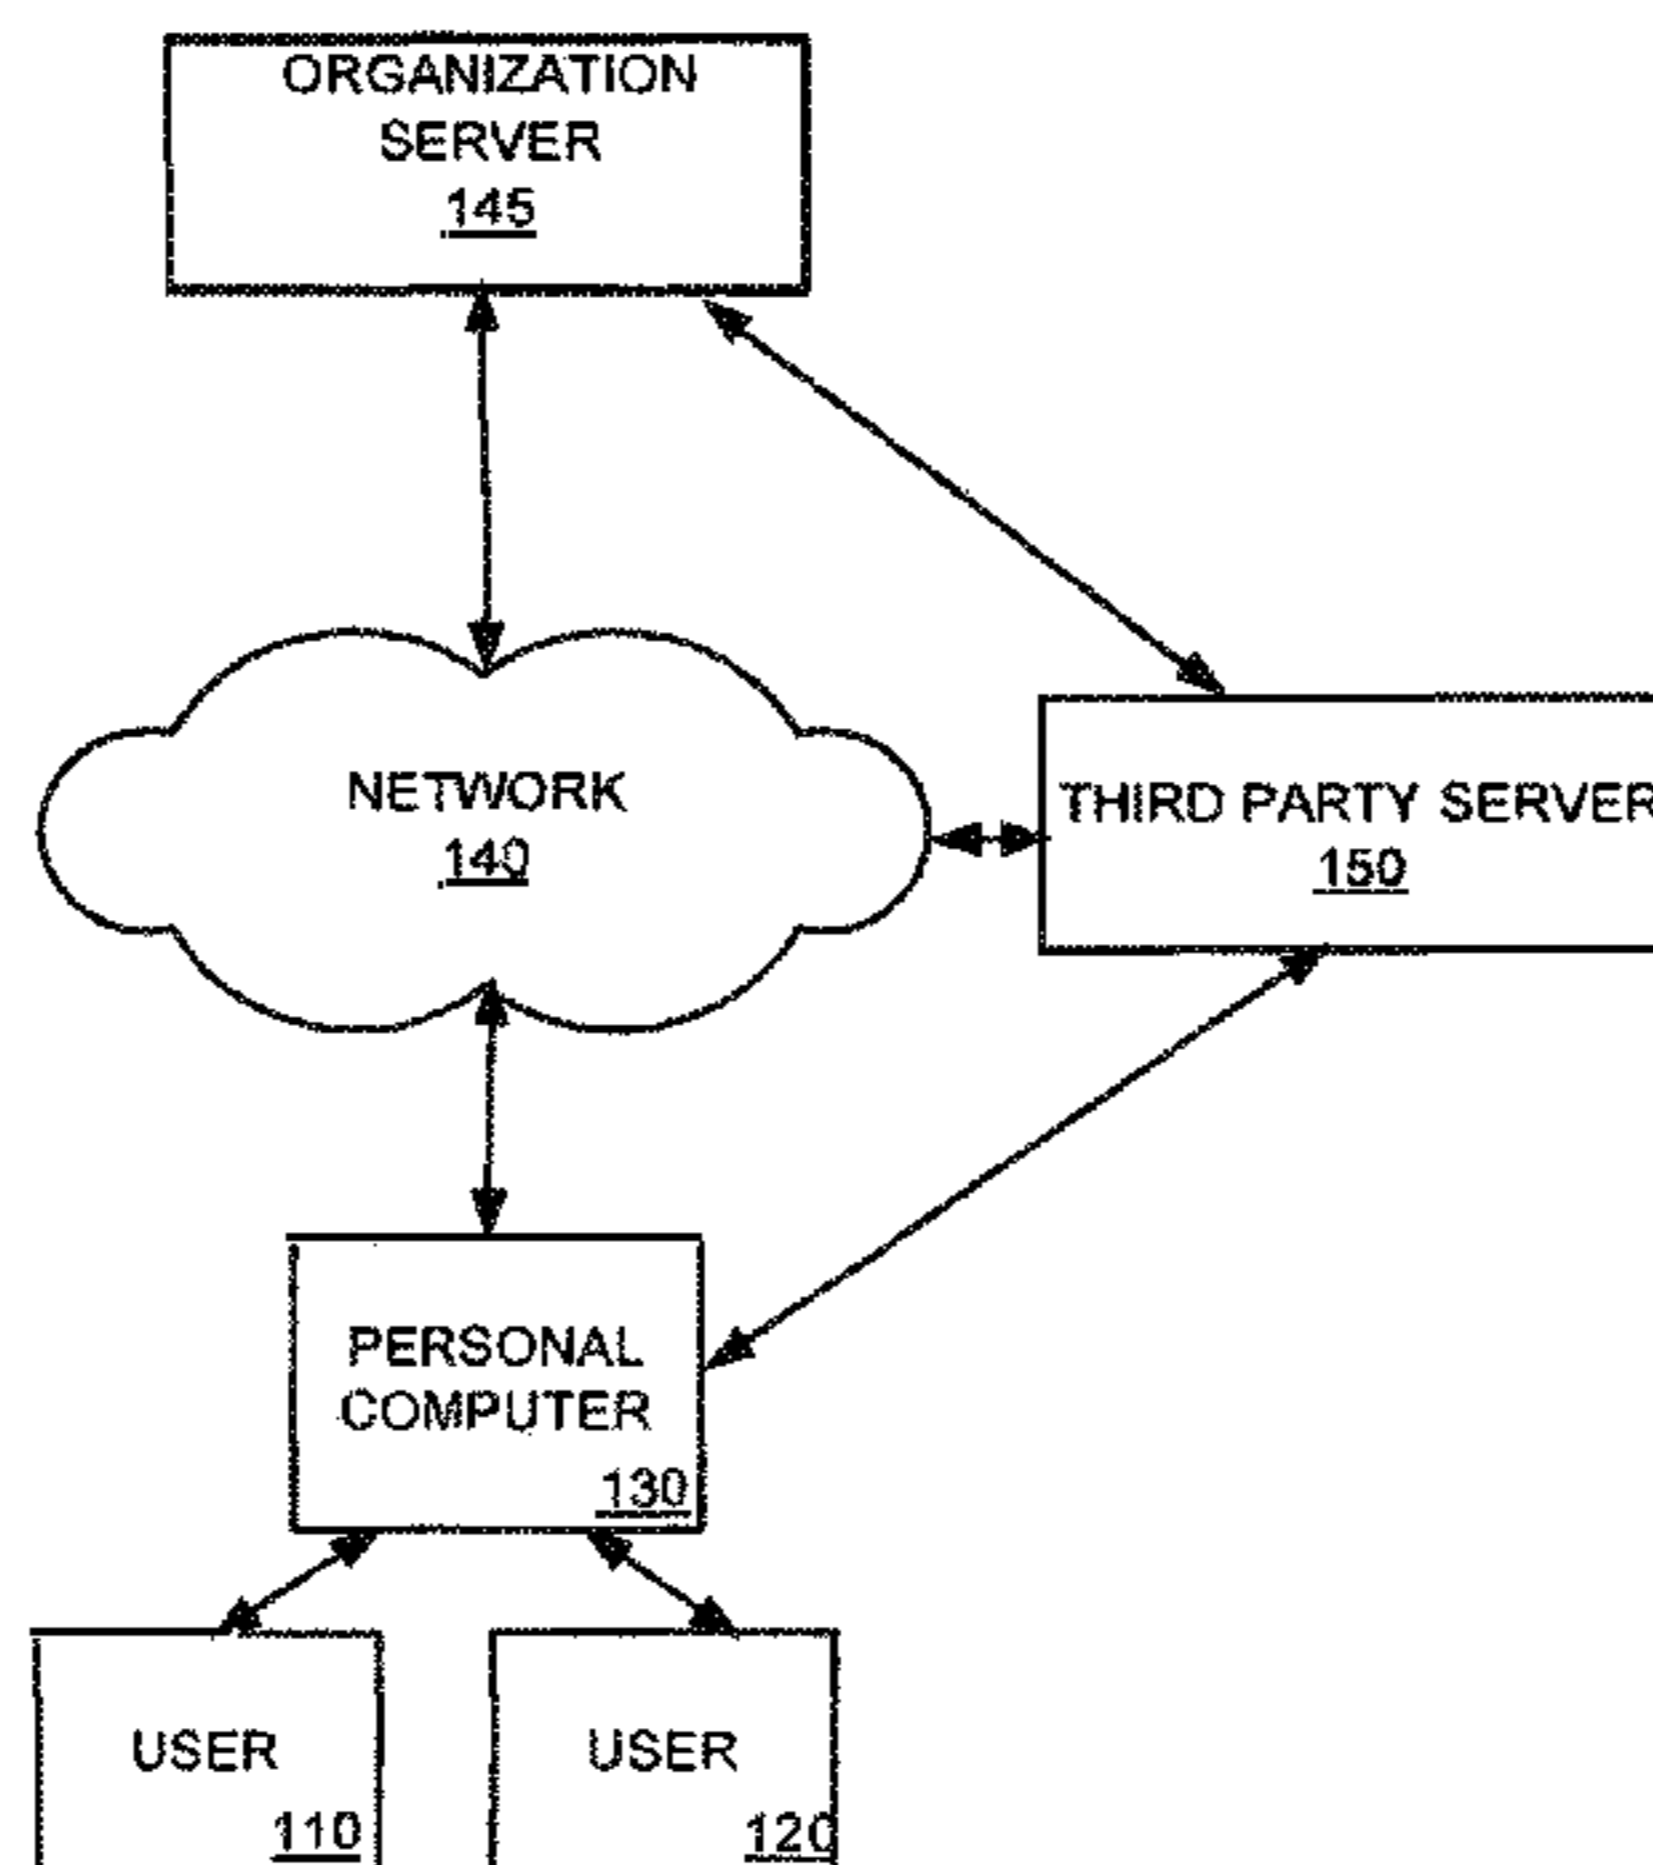 ORGANIZATION
SERVER
145
NETWORK
140
THIRD PARTY SERVER
150
PERSONAL
COMPUTER
130
USER
110
USER
120